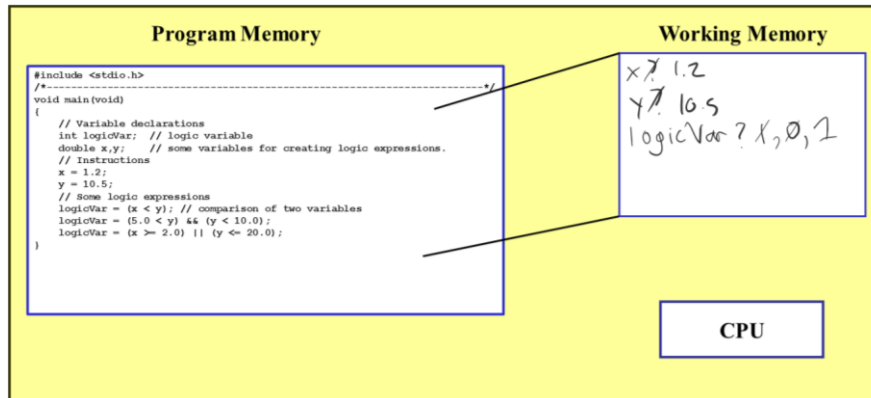 Program Memory
Working Memory
#include <stdio.h>
/*----------------------------------------------------------------------*/
void main(void)
{
// Variable declarations
int logicVar; // logic variable
double x,y; // some variables for creating logic expressions.
// Instructions
x = 1.2;
y = 10.5;
// Some logic expressions
logicVar = (x < y); // comparison of two variables
logicVar = (5.0 < y) && (y < 10.0);
logicVar = (x >= 2.0) || (y <= 20.0);
}
x ? 1.2
y ? 10.5
logicVar ? 1, 0, 1
CPU